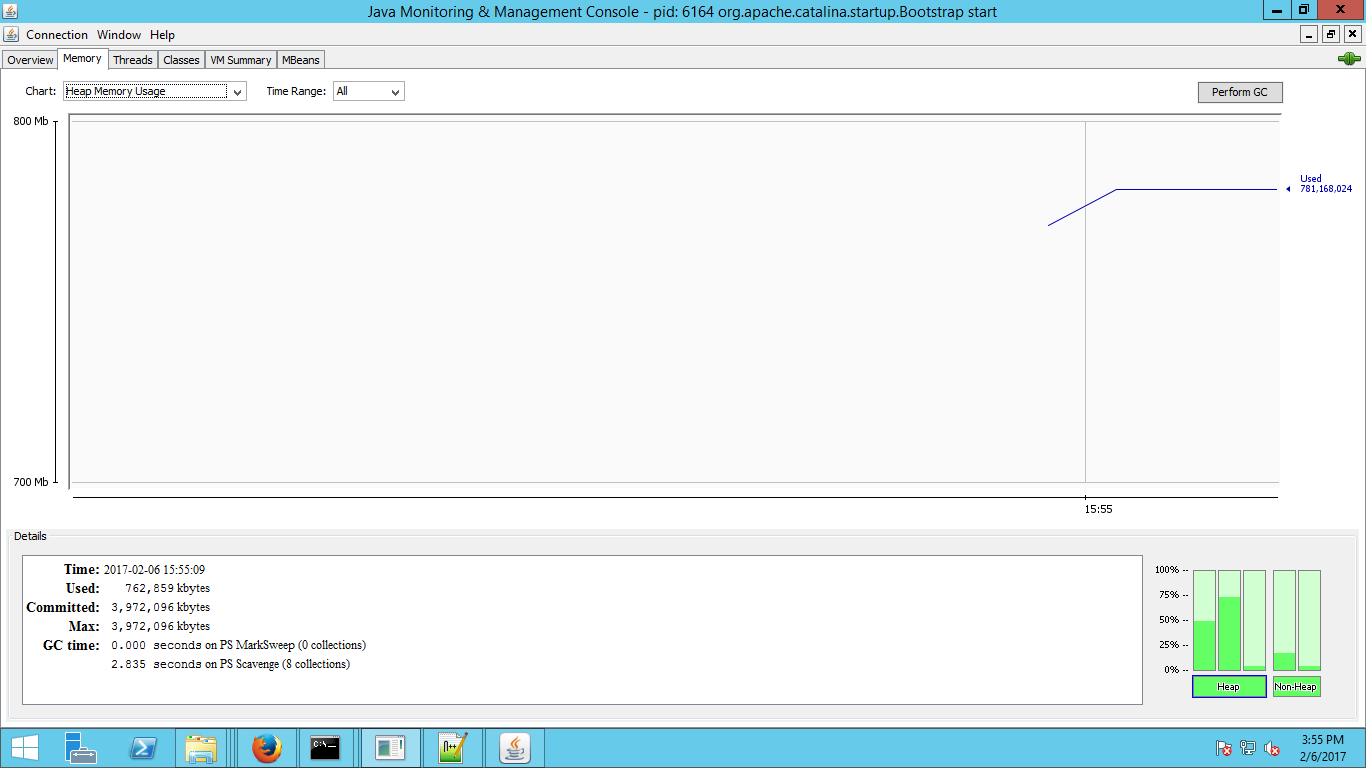 Java Monitoring & Management Console - pid: 6164 org.apache.catalina.startup.Bootstrap start
Connection Window Help
Overview Memory Threads Classes VM Summary MBeans
Chart: Heap Memory Usage Time Range: All Perform GC
800 Mb
Used
781,168,024
700 Mb
15:55
Details
Time: 2017-02-06 15:55:09
Used: 762,859 kbytes
Committed: 3,972,096 kbytes
Max: 3,972,096 kbytes
GC time: 0.000 seconds on PS MarkSweep (0 collections)
2.835 seconds on PS Scavenge (8 collections)
100% --
75% --
50% --
25% --
0% --
Heap Non-Heap
C:\
N++
3:55 PM
2/6/2017